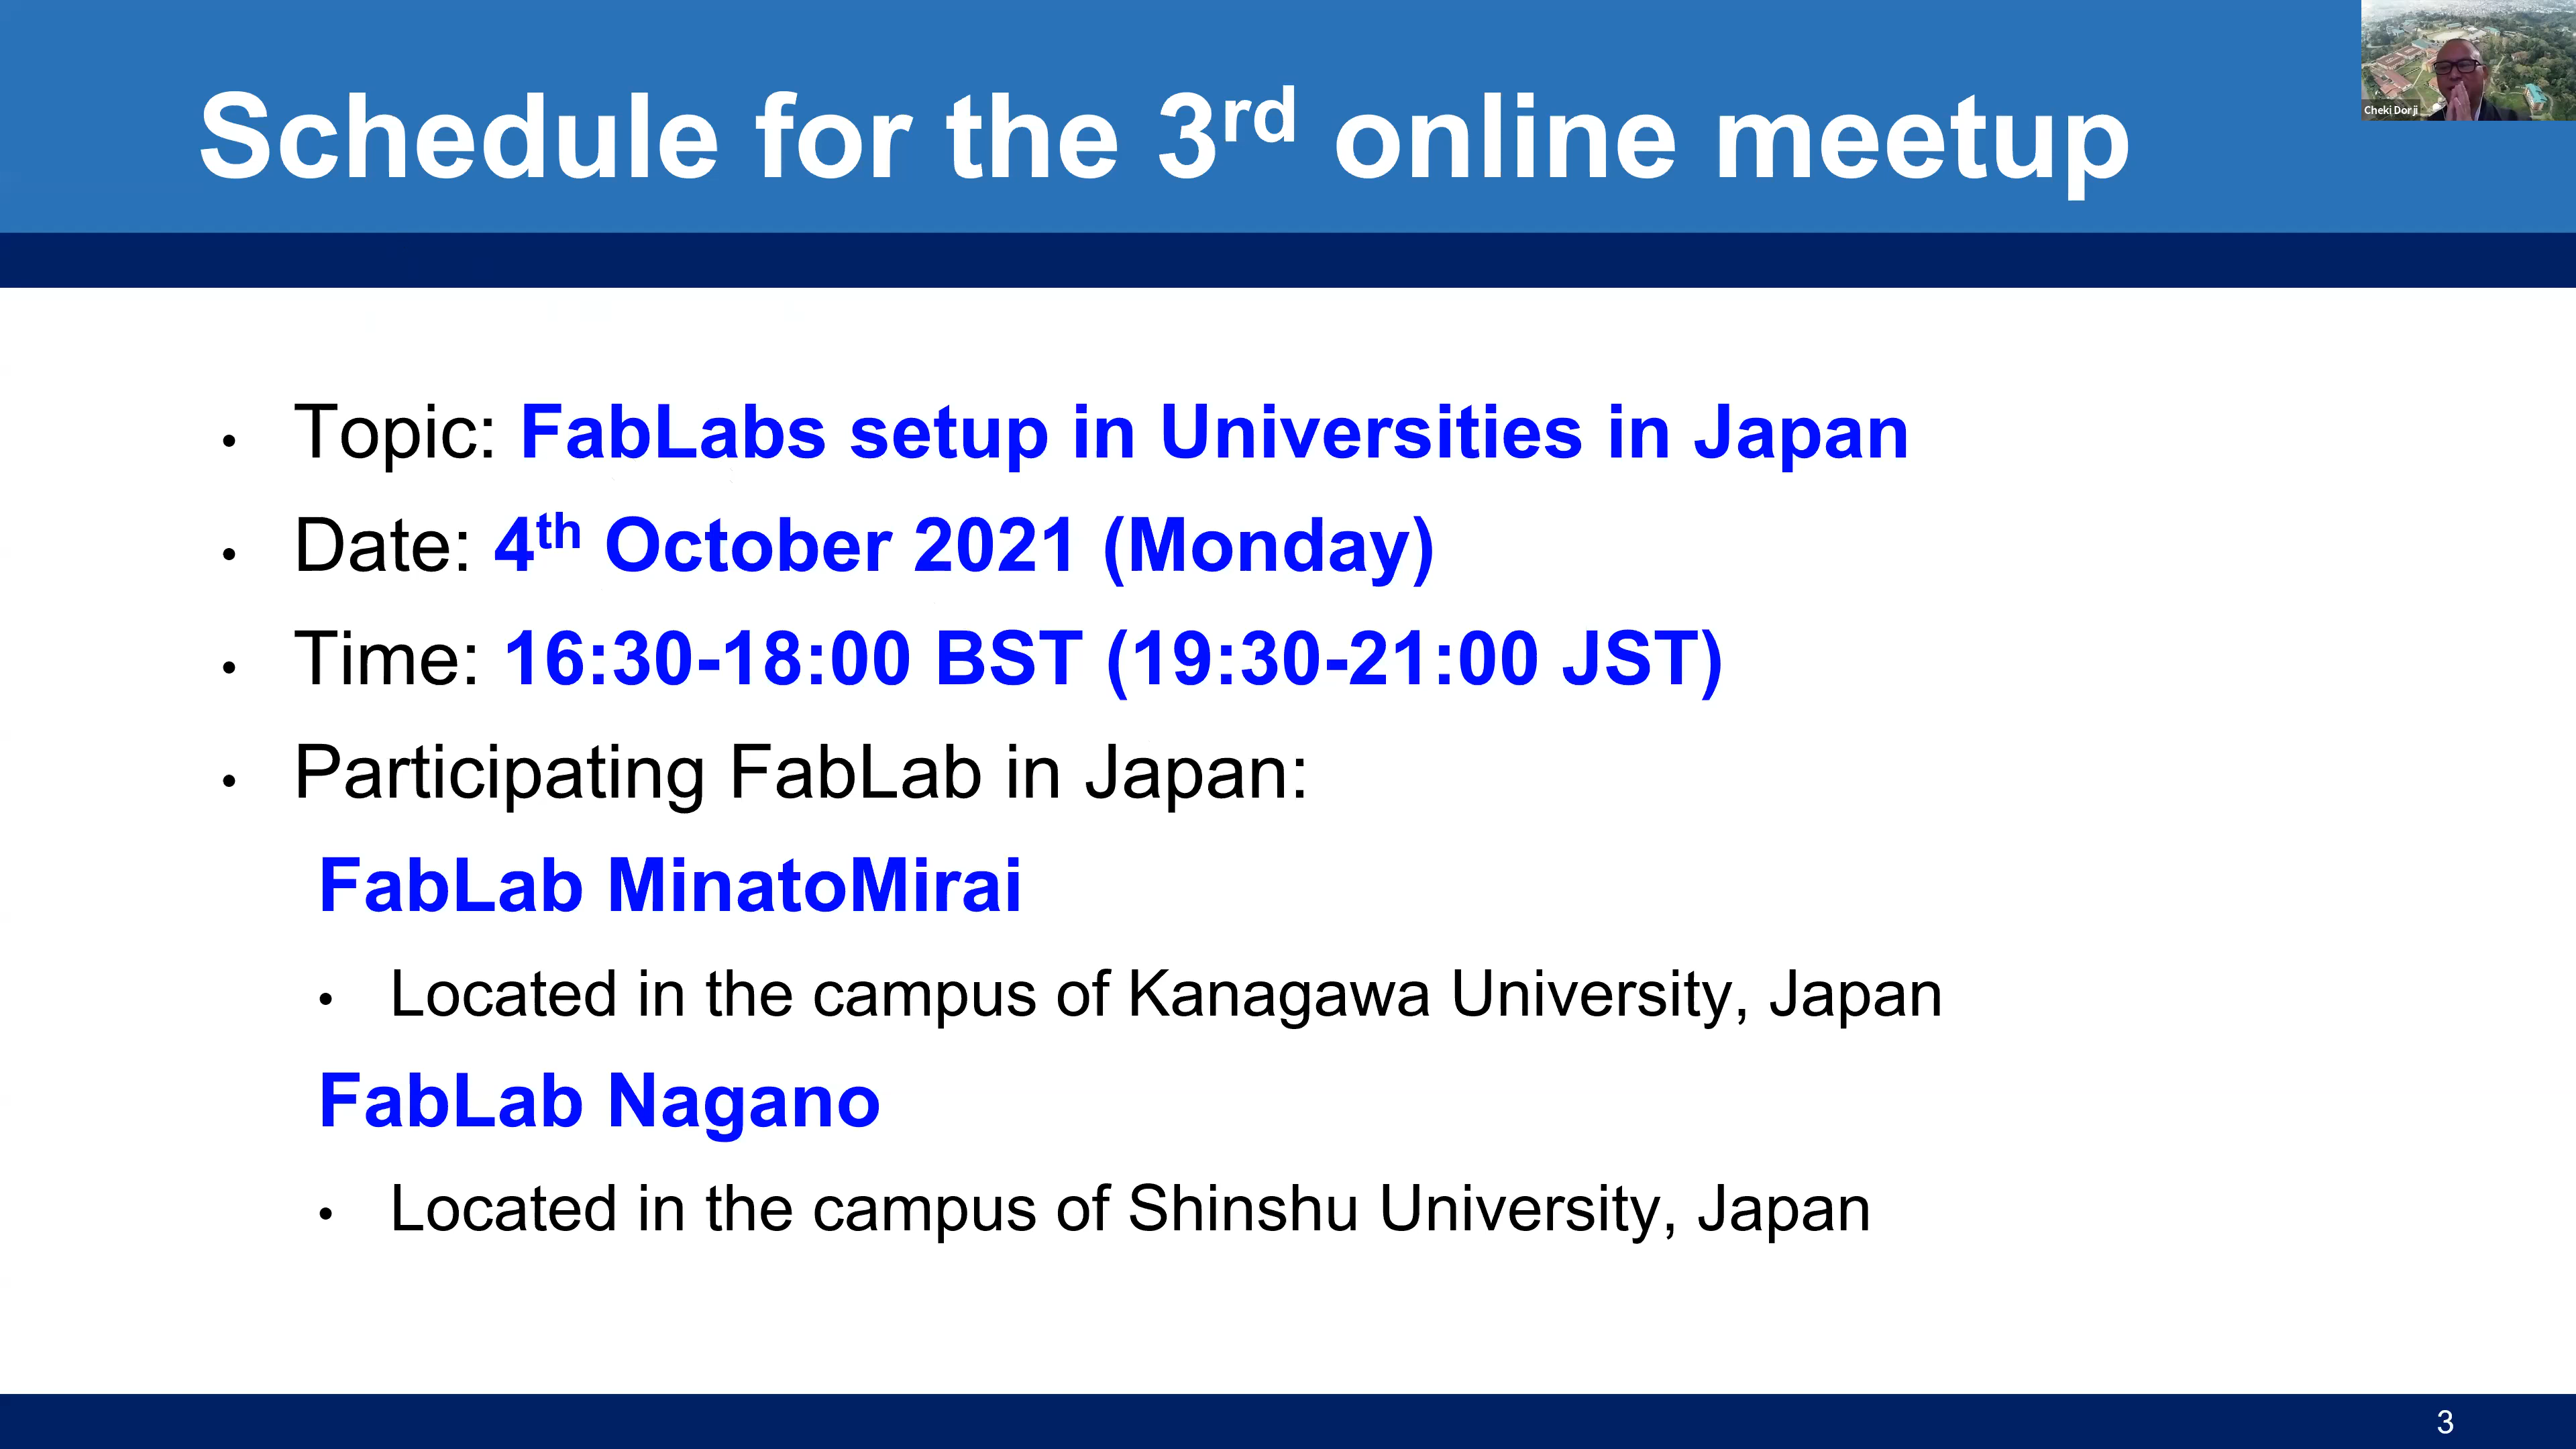 Schedule for the 3rd online meetup
Cheki Dorji
• Topic: FabLabs setup in Universities in Japan
• Date: 4th October 2021 (Monday)
• Time: 16:30-18:00 BST (19:30-21:00 JST)
• Participating FabLab in Japan:
FabLab MinatoMirai
• Located in the campus of Kanagawa University, Japan
FabLab Nagano
• Located in the campus of Shinshu University, Japan
3